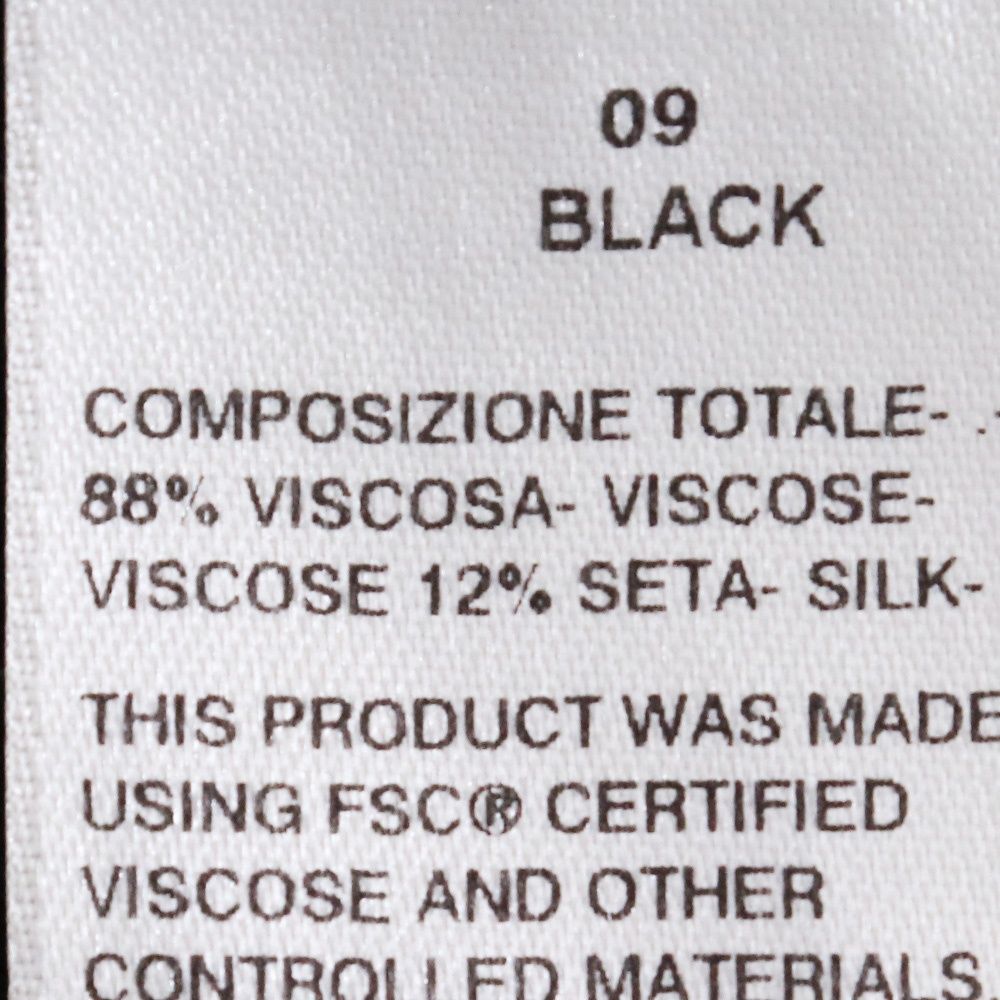 09
BLACK
COMPOSIZIONE TOTALE-
88% VISCOSA- VISCOSE-
VISCOSE 12% SETA- SILK-
THIS PRODUCT WAS MADE
USING FSC® CERTIFIED
VISCOSE AND OTHER
CONTROLLED MATERIALS